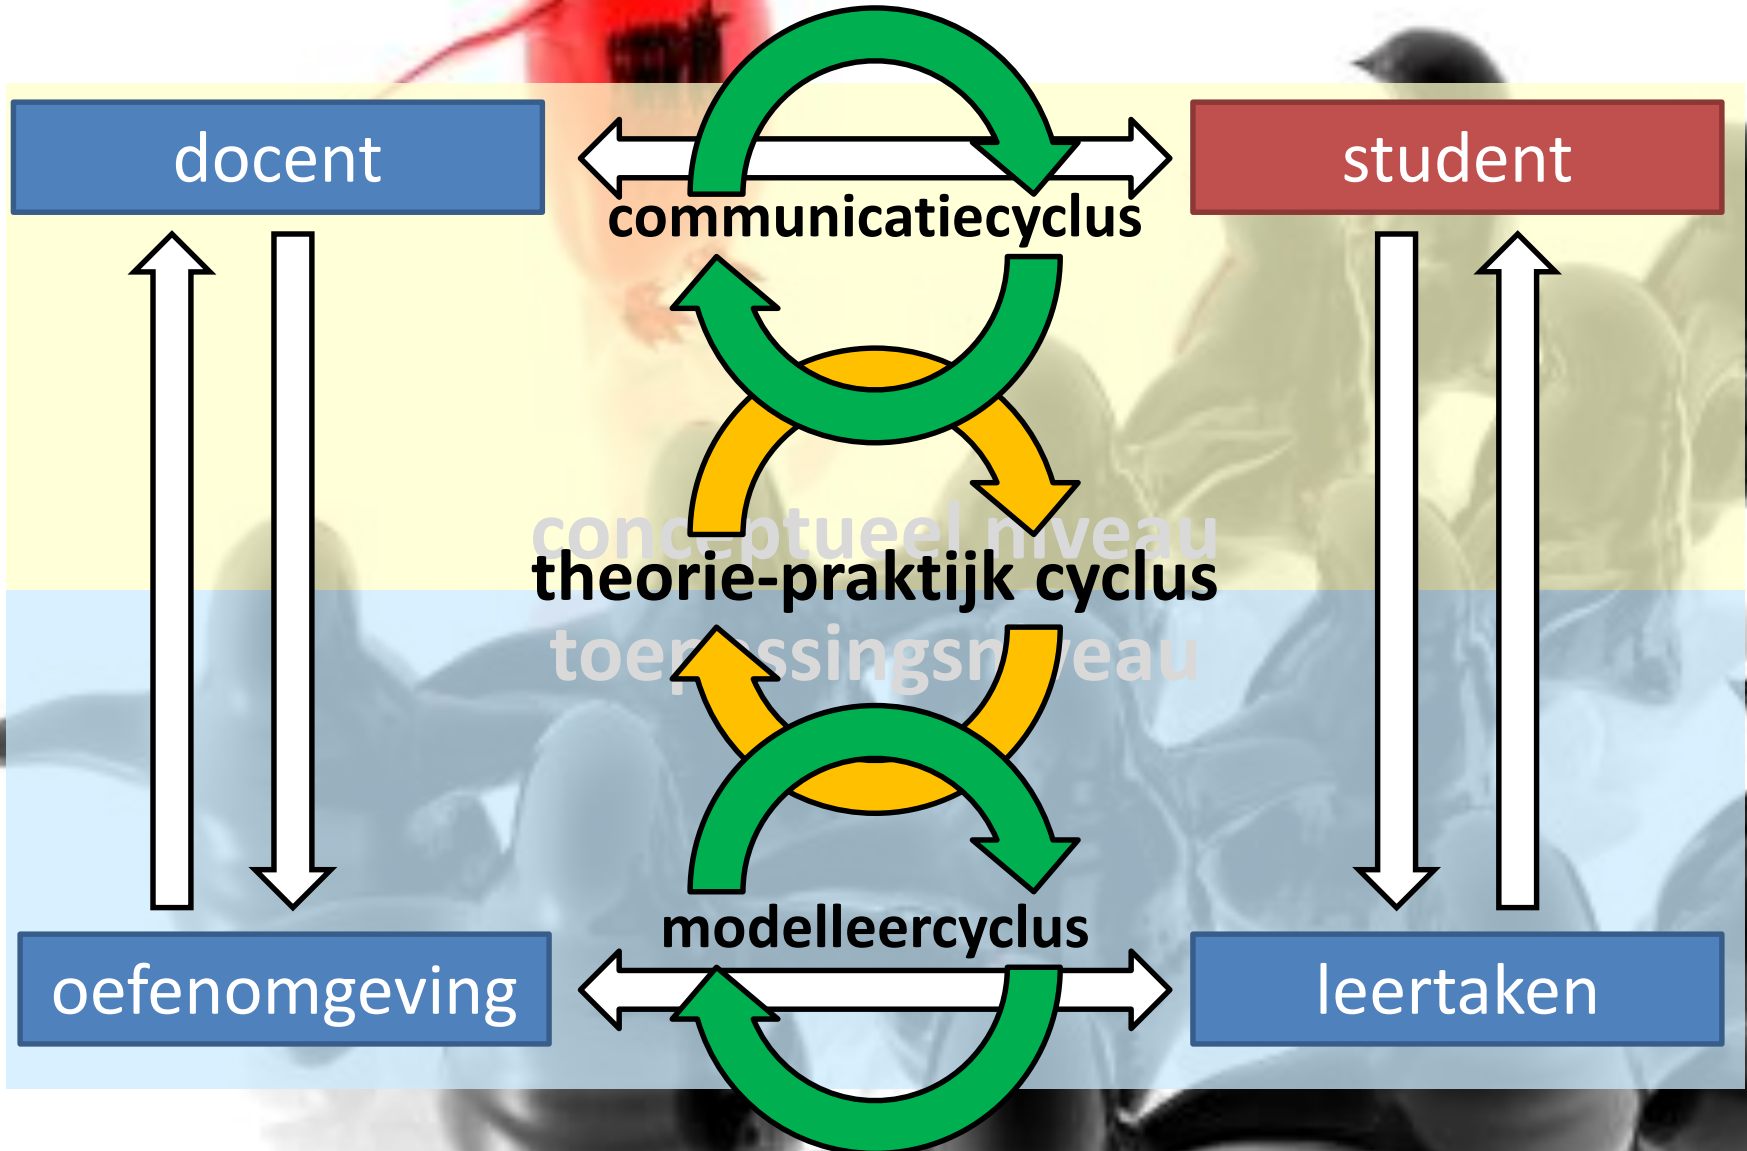 docent
student
communicatiecyclus
conceptueel niveau
theorie-praktijk cyclus
toepassingsniveau
modelleercyclus
oefenomgeving
leertaken